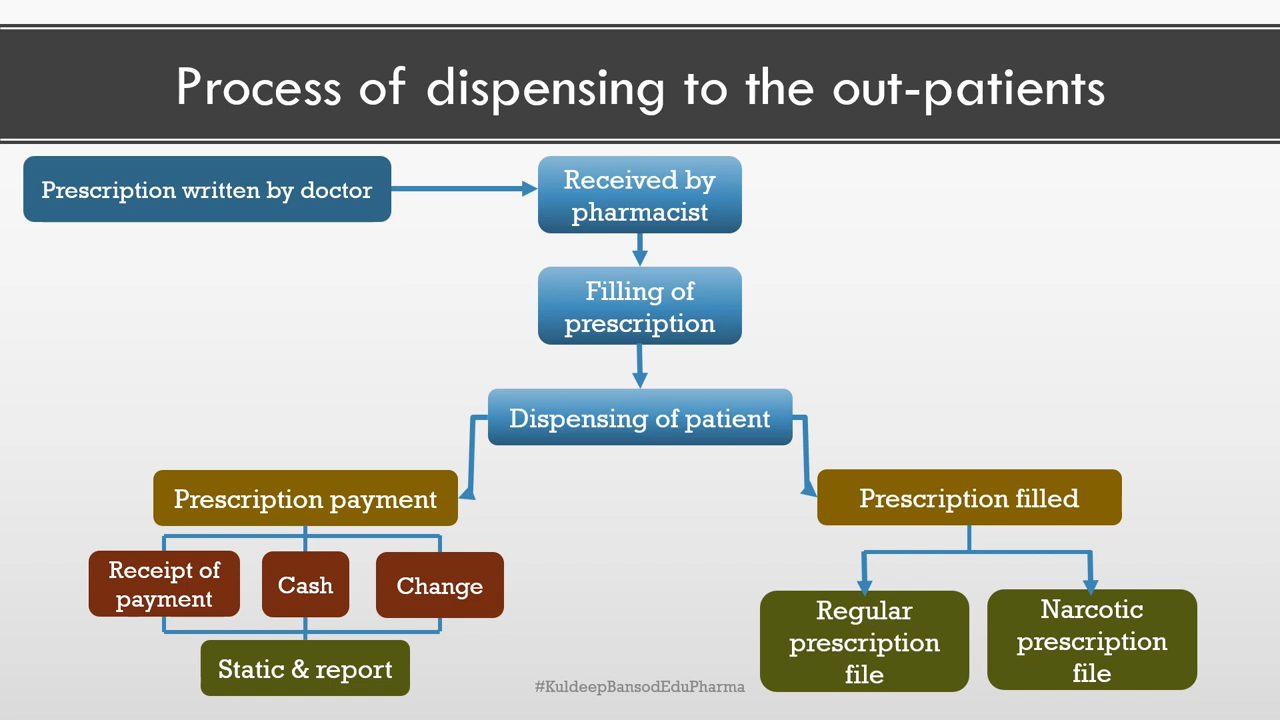 Process of dispensing to the out-patients
Prescription written by doctor
Received by
pharmacist
Filling of
prescription
Dispensing of patient
Prescription payment
Prescription filled
Receipt of
payment
Cash
Change
Regular
prescription
file
Narcotic
prescription
file
Static & report
#KuldeepBansodEduPharma